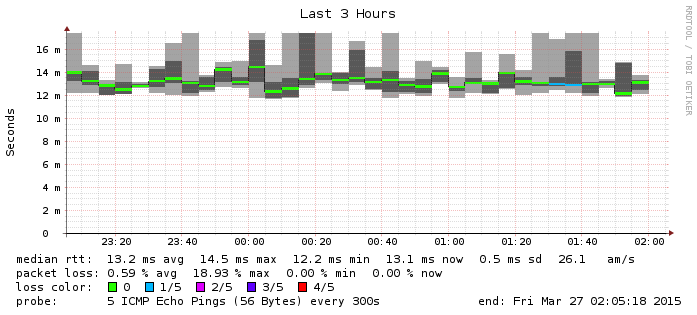 Last 3 Hours
RRDTOOL / TOBI OETIKER
Seconds
16 m
14 m
12 m
10 m
8 m
6 m
4 m
2 m
0
23:20 23:40 00:00 00:20 00:40 01:00 01:20 01:40 02:00
median rtt: 13.2 ms avg 14.5 ms max 12.2 ms min 13.1 ms now 0.5 ms sd 26.1 am/s
packet loss: 0.59 % avg 18.93 % max 0.00 % min 0.00 % now
loss color: 0 1/5 2/5 3/5 4/5
probe: 5 ICMP Echo Pings (56 Bytes) every 300s end: Fri Mar 27 02:05:18 2015